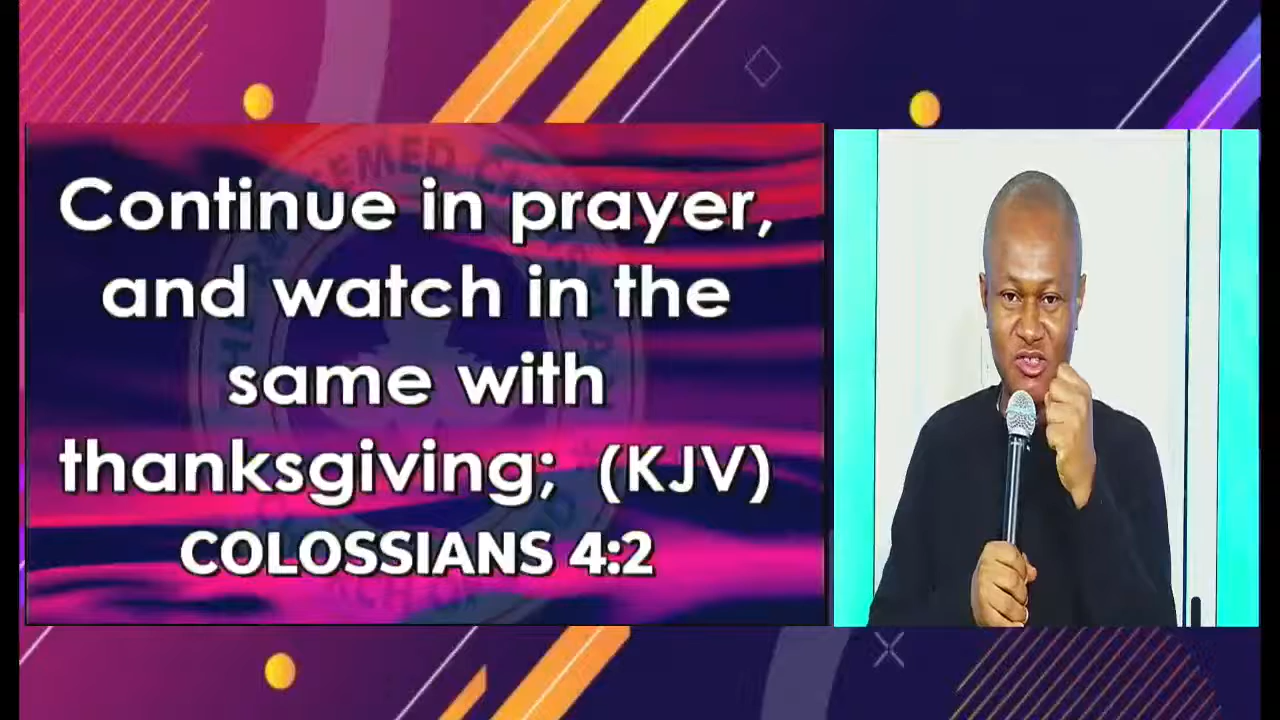 Continue in prayer,
and watch in the
same with
thanksgiving; (KJV)
COLOSSIANS 4:2